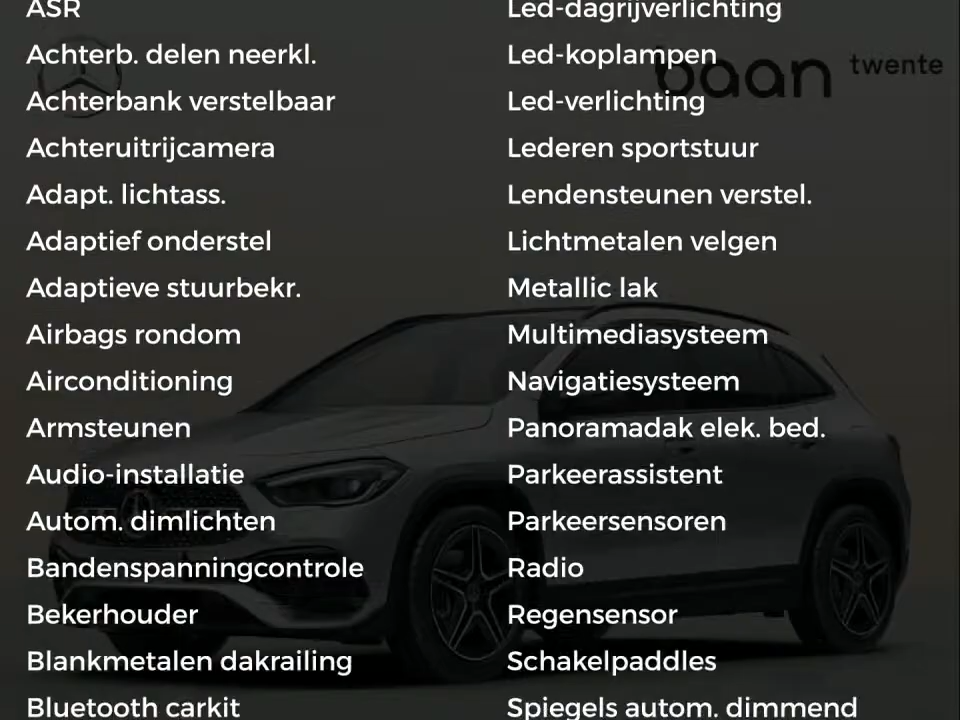 ASR
Achterb. delen neerkl.
Achterbank verstelbaar
Achteruitrijcamera
Adapt. lichtass.
Adaptief onderstel
Adaptieve stuurbekr.
Airbags rondom
Airconditioning
Armsteunen
Audio-installatie
Autom. dimlichten
Bandenspanningcontrole
Bekerhouder
Blankmetalen dakrailing
Bluetooth carkit
Led-dagrijverlichting
Led-koplampen
Led-verlichting
Lederen sportstuur
Lendensteunen verstel.
Lichtmetalen velgen
Metallic lak
Multimediasysteem
Navigatiesysteem
Panoramadak elek. bed.
Parkeerassistent
Parkeersensoren
Radio
Regensensor
Schakelpaddles
Spiegels autom. dimmend
baan twente